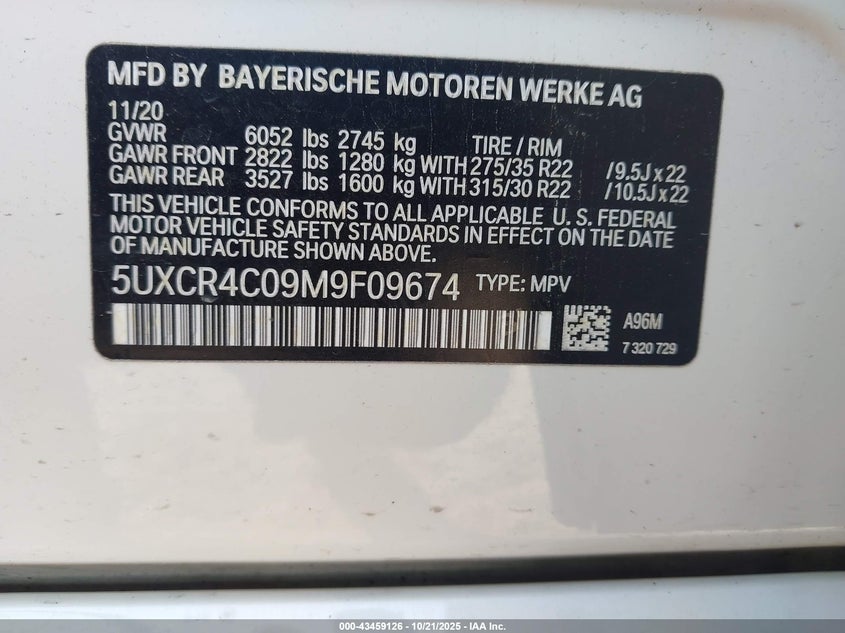 MFD BY BAYERISCHE MOTOREN WERKE AG
11/20
GVWR 6052 lbs 2745 kg TIRE / RIM
GAWR FRONT 2822 lbs 1280 kg WITH 275/35 R22 /9.5J x 22
GAWR REAR 3527 lbs 1600 kg WITH 315/30 R22 /10.5J x 22
THIS VEHICLE CONFORMS TO ALL APPLICABLE U. S. FEDERAL
MOTOR VEHICLE SAFETY STANDARDS IN EFFECT ON THE DATE
OF MANUFACTURE SHOWN ABOVE.
5UXCR4C09M9F09674 TYPE: MPV
A96M
7 320 729
000-43459126 - 10/21/2025 - IAA Inc.